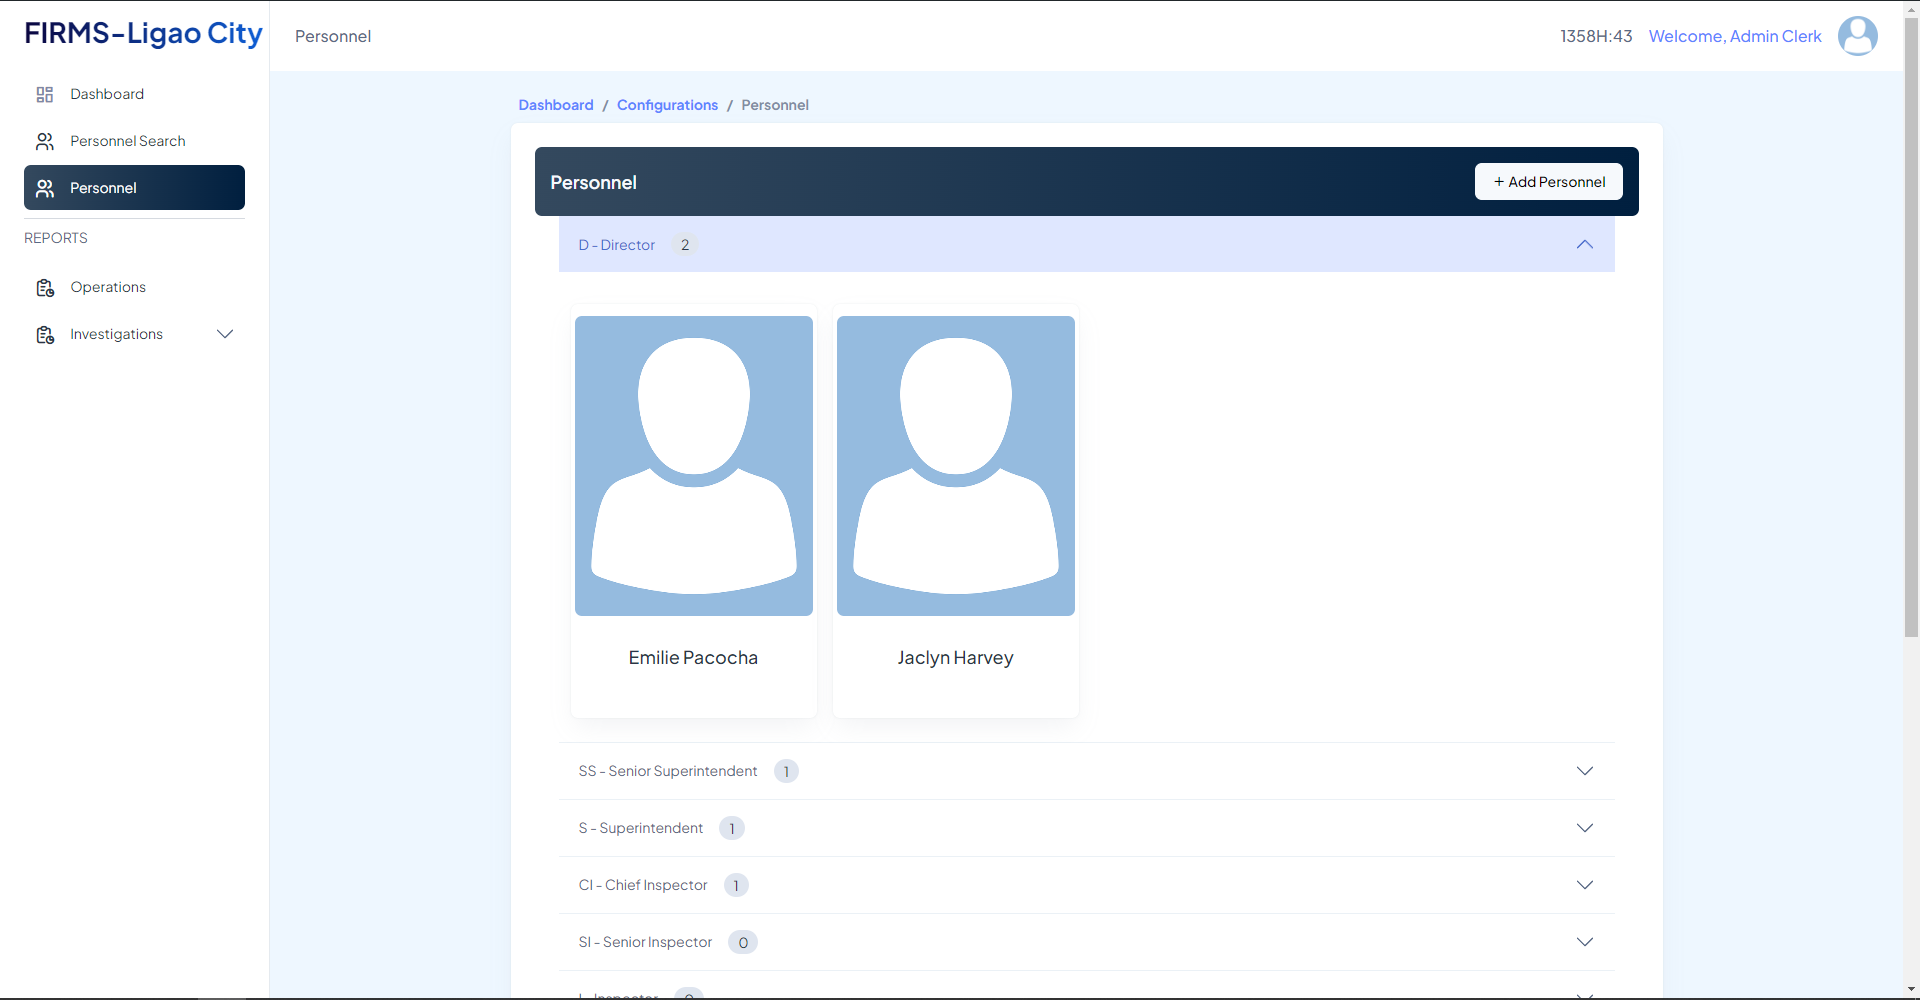 FIRMS-Ligao City
Personnel
1358H:43
Welcome, Admin Clerk
Dashboard
Personnel Search
Personnel
REPORTS
Operations
Investigations
Dashboard / Configurations / Personnel
Personnel
+ Add Personnel
D - Director 2
Emilie Pacocha
Jaclyn Harvey
SS - Senior Superintendent 1
S - Superintendent 1
CI - Chief Inspector 1
SI - Senior Inspector 0
I - Inspector